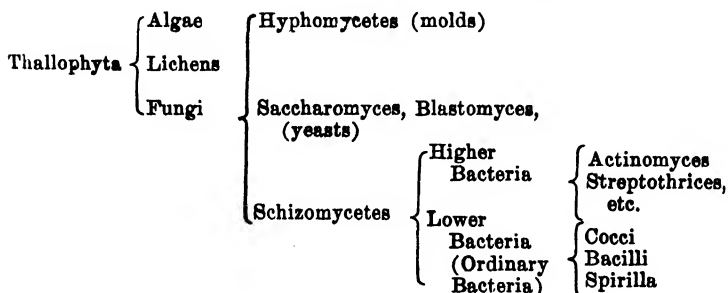 Thallophyta
Algae
Lichens
Fungi
Hyphomycetes (molds)
Saccharomyces, Blastomyces,
(yeasts)
Schizomycetes
Higher
Bacteria
Actinomyces
Streptothrices,
etc.
Lower
Bacteria
(Ordinary
Bacteria)
Cocci
Bacilli
Spirilla